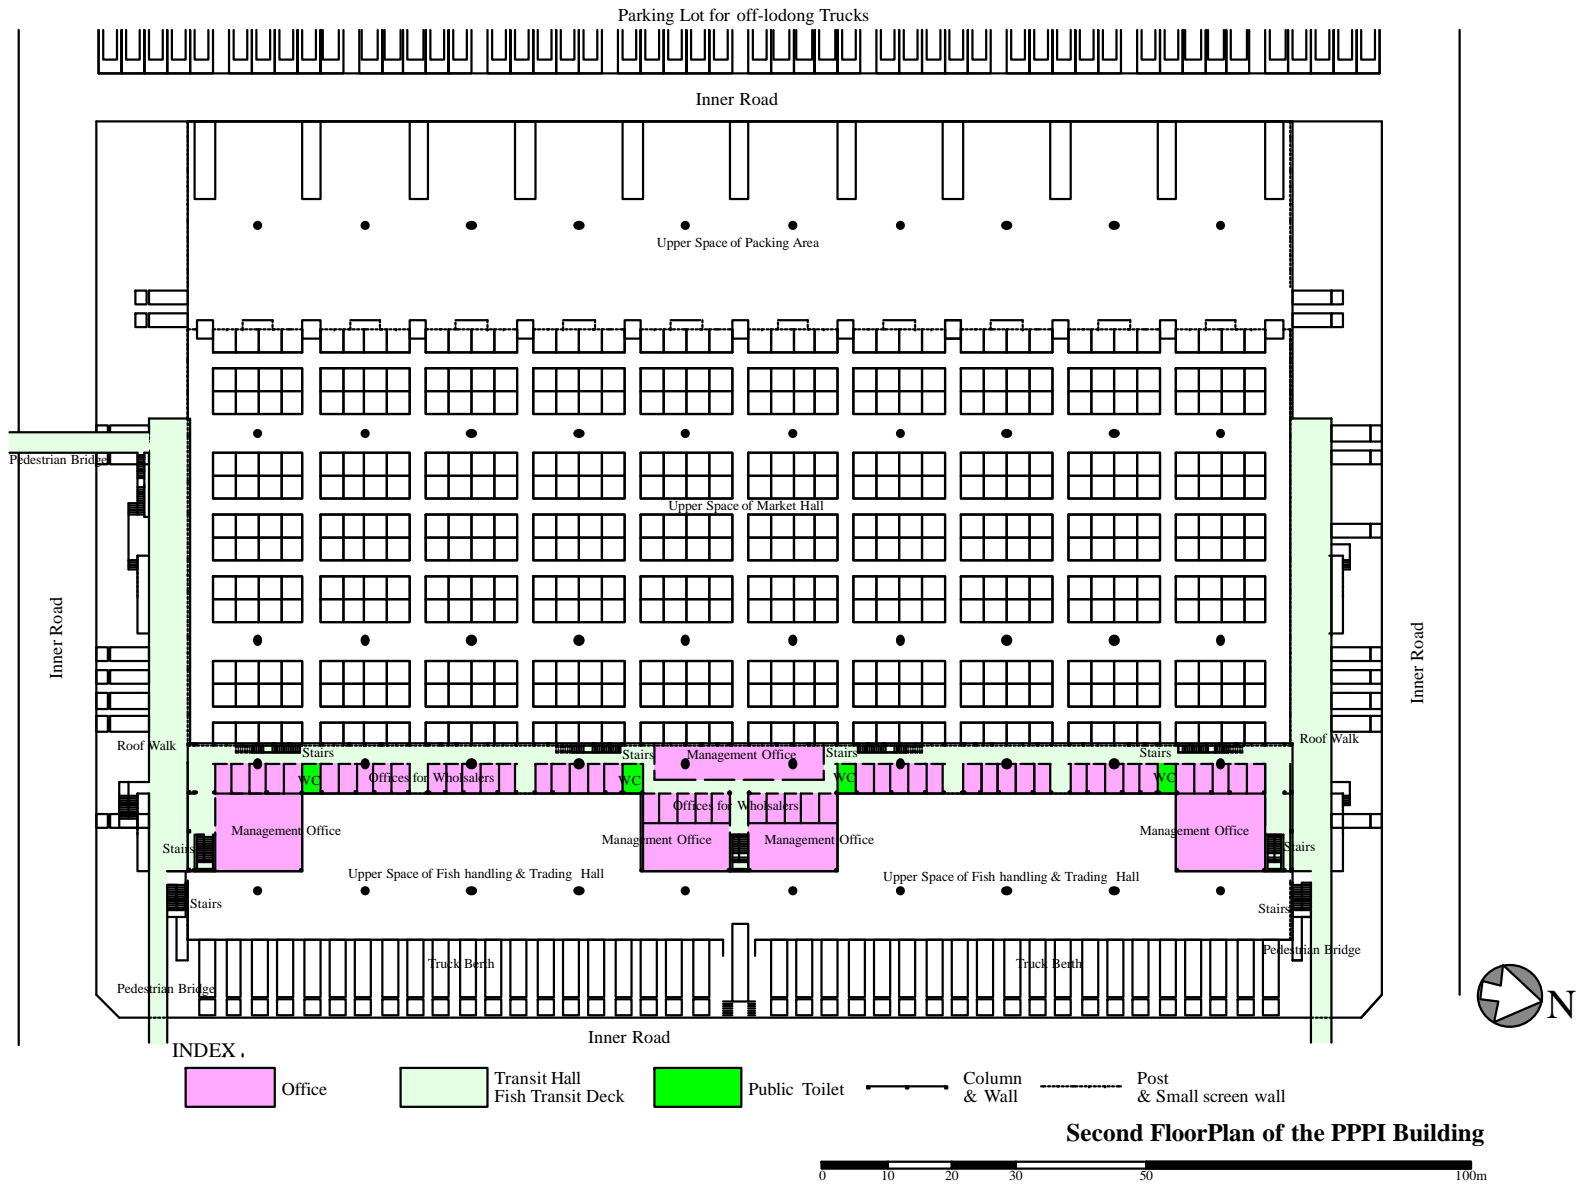 Parking Lot for off-lodong Trucks
Inner Road
Upper Space of Packing Area
Pedestrian Bridge
Upper Space of Market Hall
Inner Road
Inner Road
Roof Walk
Roof Walk
Stairs
Stairs
Management Office
Stairs
Stairs
WC
Offices for Wholsalers
WC
WC
WC
Offices for Wholsalers
Management Office
Management Office
Management Office
Management Office
Stairs
Stairs
Upper Space of Fish handling & Trading Hall
Upper Space of Fish handling & Trading Hall
Stairs
Stairs
Pedestrian Bridge
Truck Berth
Truck Berth
Pedestrian Bridge
Inner Road
N
INDEX
Office
Transit Hall
Fish Transit Deck
Public Toilet
Column
& Wall
Post
& Small screen wall
Second FloorPlan of the PPPI Building
0 10 20 30 50 100m